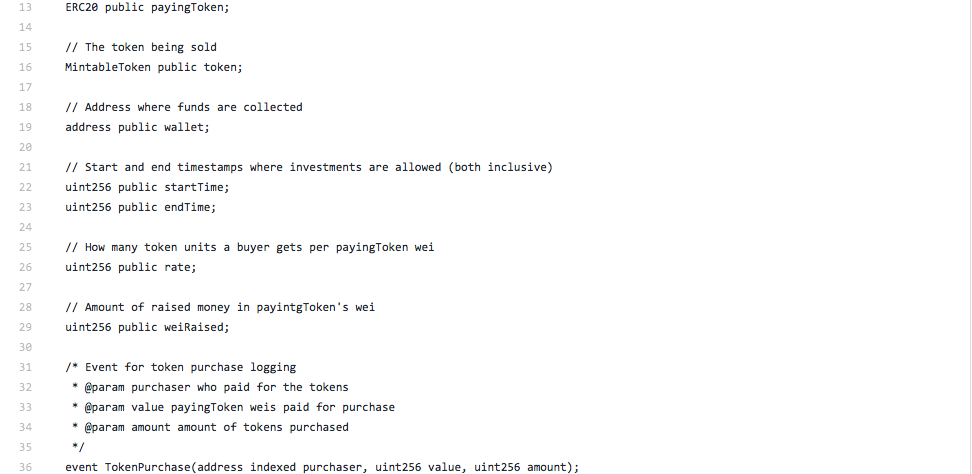 13 ERC20 public payingToken;
14
15 // The token being sold
16 MintableToken public token;
17
18 // Address where funds are collected
19 address public wallet;
20
21 // Start and end timestamps where investments are allowed (both inclusive)
22 uint256 public startTime;
23 uint256 public endTime;
24
25 // How many token units a buyer gets per payingToken wei
26 uint256 public rate;
27
28 // Amount of raised money in payintgToken's wei
29 uint256 public weiRaised;
30
31 /* Event for token purchase logging
32 * @param purchaser who paid for the tokens
33 * @param value payingToken weis paid for purchase
34 * @param amount amount of tokens purchased
35 */
36 event TokenPurchase(address indexed purchaser, uint256 value, uint256 amount);